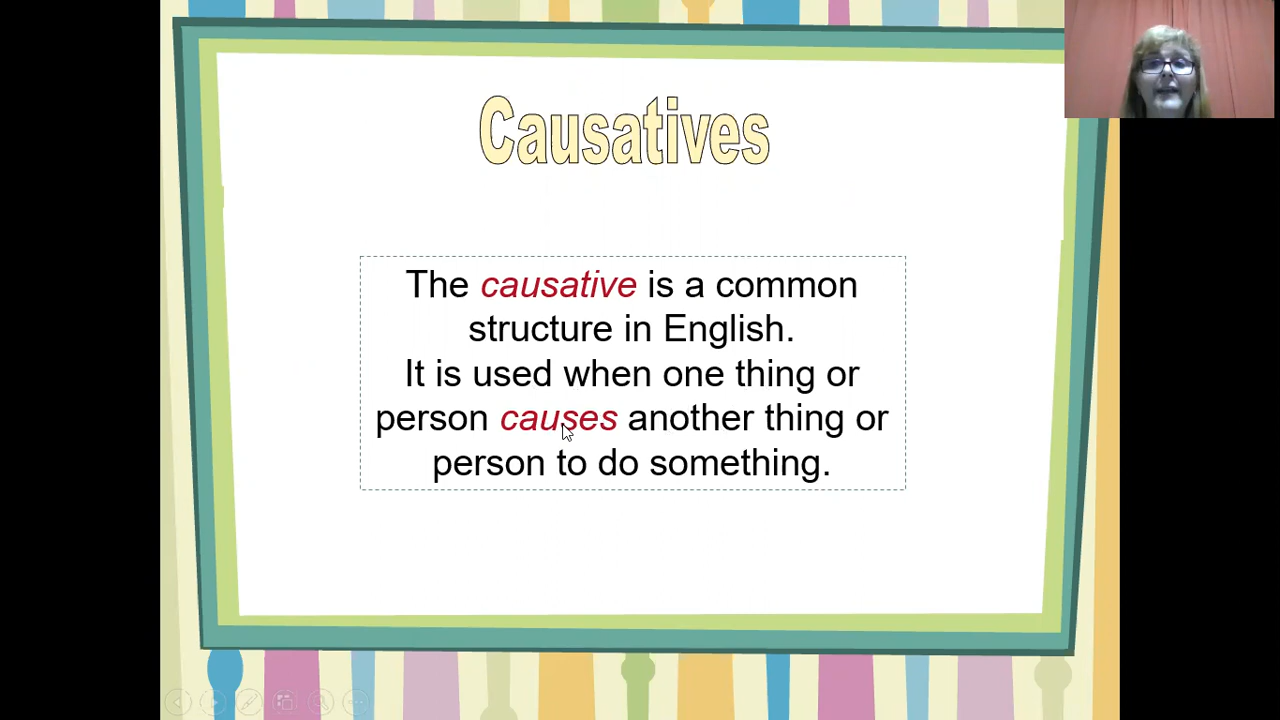 Causatives
The causative is a common
structure in English.
It is used when one thing or
person causes another thing or
person to do something.